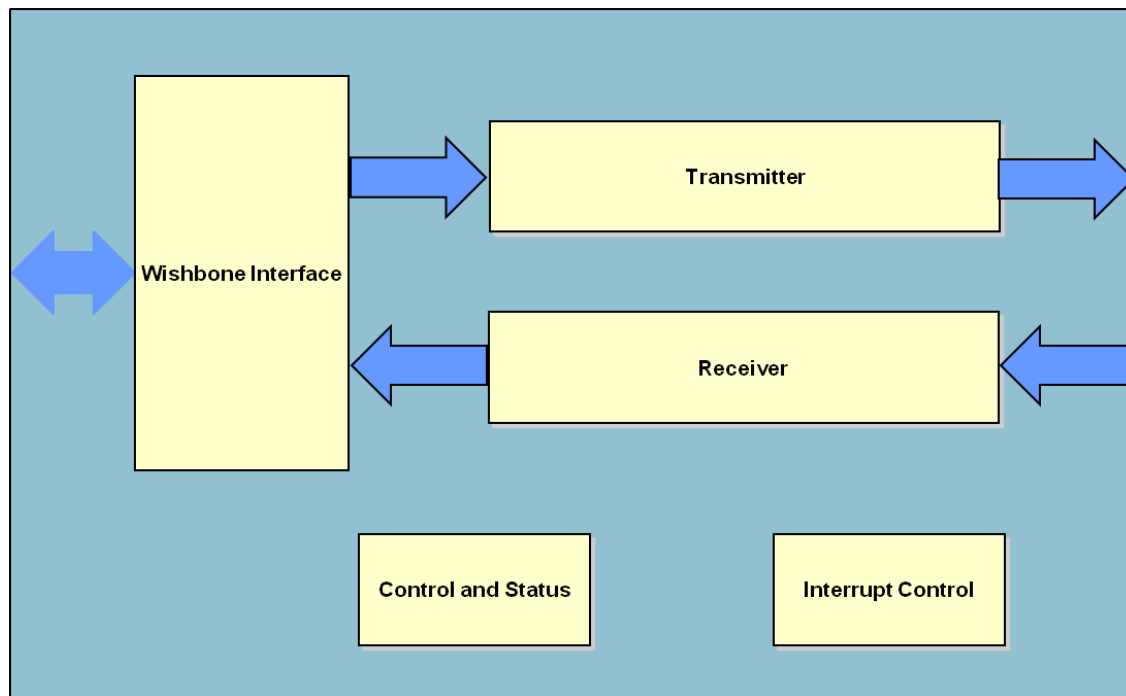 Transmitter
Wishbone Interface
Receiver
Control and Status
Interrupt Control